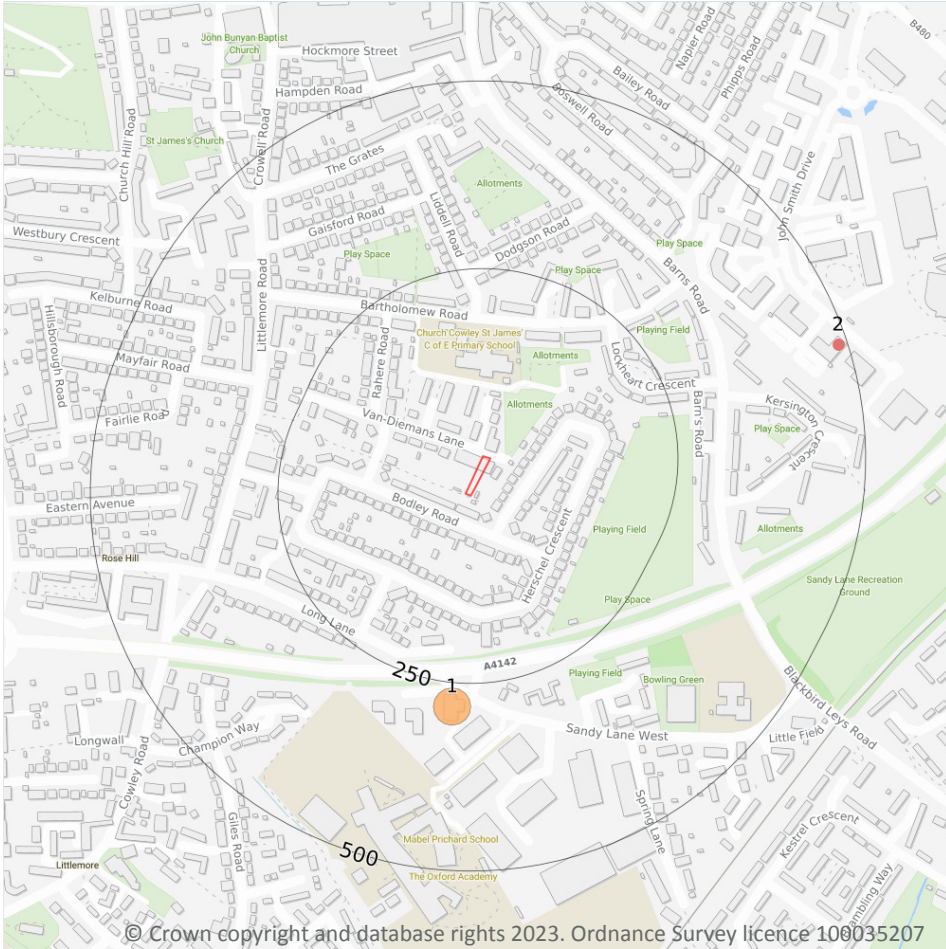 B480
John Bunyan Baptist
Church
Hockmore Street
Napier Road
Phipps Road
Bailey Road
Hampden Road
Boswell Road
Church Hill Road
St James's Church
Crowell Road
The Grates
Allotments
John Smith Drive
Liddell Road
Gaisford Road
Dodgson Road
Westbury Crescent
Play Space
Play Space
Play Space
Barns Road
Kelburne Road
Littlemore Road
Bartholomew Road
Hillsborough Road
Rahere Road
Church Cowley St James'
C of E Primary School
Playing Field
2
Allotments
Lockheart Crescent
Mayfair Road
Allotments
Barn's Road
Kersington Crescent
Fairlie Road
Van-Diemans Lane
Play Space
Eastern Avenue
Bodley Road
Herschel Crescent
Playing Field
Allotments
Rose Hill
Sandy Lane Recreation
Ground
Play Space
Long Lane
A4142
250
1
Playing Field
Bowling Green
Blackbird Leys Road
Sandy Lane West
Little Field
Longwall
Champion Way
Cowley Road
Giles Road
Spring Lane
Kestrel Crescent
Mabel Prichard School
500
Littlemore
The Oxford Academy
© Crown copyright and database rights 2023. Ordnance Survey licence 100035207